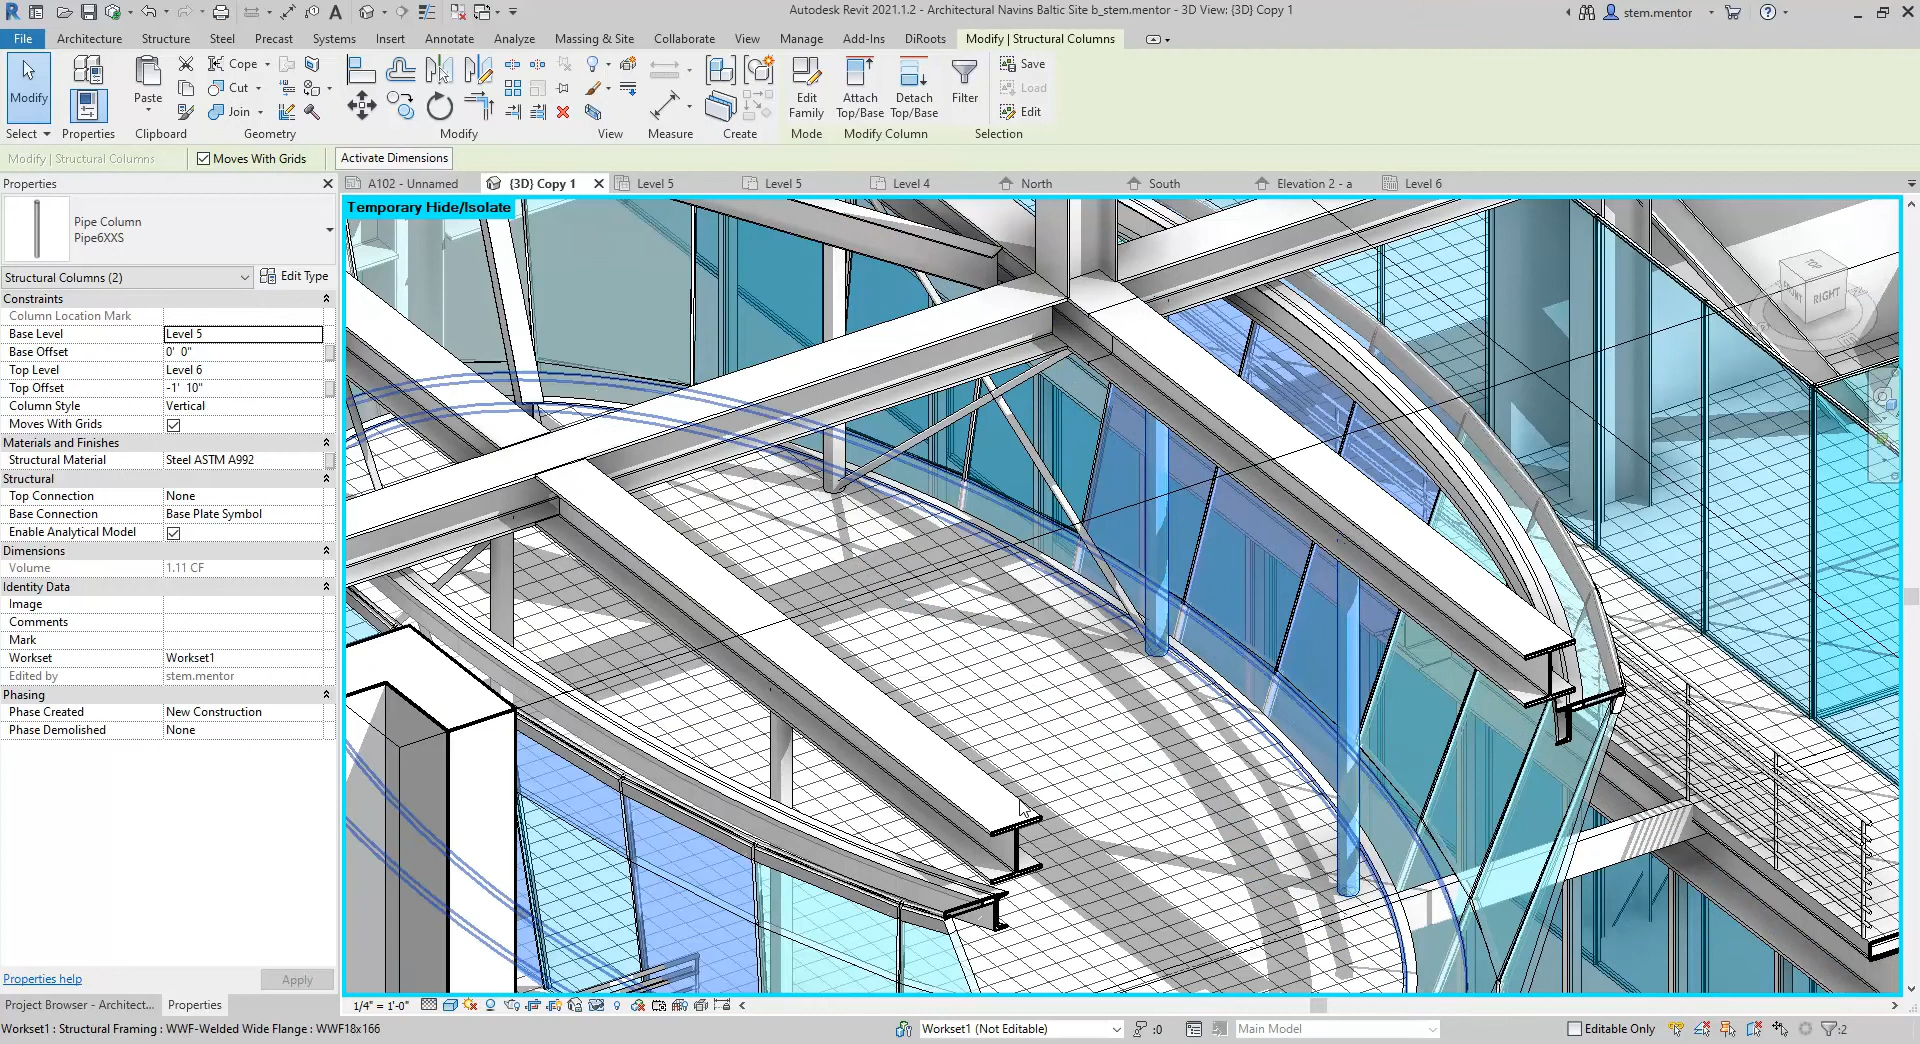 Autodesk Revit 2021.1.2 - Architectural Navins Baltic Site b_stem.mentor - 3D View: {3D} Copy 1
stem.mentor
File Architecture Structure Steel Precast Systems Insert Annotate Analyze Massing & Site Collaborate View Manage Add-Ins DiRoots Modify | Structural Columns
Modify
Paste
Cope
Cut
Join
Edit Family
Attach Top/Base
Detach Top/Base
Filter
Save
Load
Edit
Select Properties Clipboard Geometry Modify View Measure Create Mode Modify Column Selection
Modify | Structural Columns Moves With Grids Activate Dimensions
Properties
A102 - Unnamed {3D} Copy 1 Level 5 Level 5 Level 4 North South Elevation 2 - a Level 6
Temporary Hide/Isolate
Pipe Column
Pipe6XXS
Structural Columns (2) Edit Type
Constraints
Column Location Mark
Base Level Level 5
Base Offset 0' 0"
Top Level Level 6
Top Offset -1' 10"
Column Style Vertical
Moves With Grids
Materials and Finishes
Structural Material Steel ASTM A992
Structural
Top Connection None
Base Connection Base Plate Symbol
Enable Analytical Model
Dimensions
Volume 1.11 CF
Identity Data
Image
Comments
Mark
Workset Workset1
Edited by stem.mentor
Phasing
Phase Created New Construction
Phase Demolished None
TOP
FRONT
RIGHT
Properties help Apply
Project Browser - Architect... Properties
1/4" = 1'-0"
Workset1 : Structural Framing : WWF-Welded Wide Flange : WWF18x166
Workset1 (Not Editable) :0 Main Model Editable Only :2